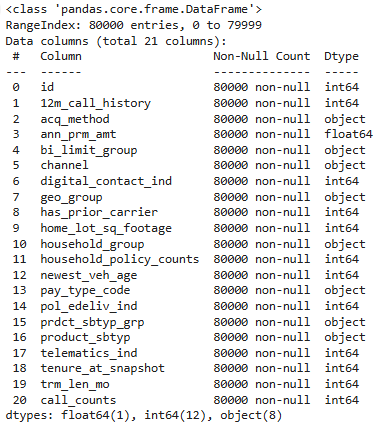 <class 'pandas.core.frame.DataFrame'>
RangeIndex: 80000 entries, 0 to 79999
Data columns (total 21 columns):
 #   Column                  Non-Null Count  Dtype
---  ------                  --------------  -----
 0   id                      80000 non-null  int64
 1   12m_call_history        80000 non-null  int64
 2   acq_method              80000 non-null  object
 3   ann_prm_amt             80000 non-null  float64
 4   bi_limit_group          80000 non-null  object
 5   channel                 80000 non-null  object
 6   digital_contact_ind     80000 non-null  int64
 7   geo_group               80000 non-null  object
 8   has_prior_carrier       80000 non-null  int64
 9   home_lot_sq_footage     80000 non-null  int64
 10  household_group         80000 non-null  object
 11  household_policy_counts 80000 non-null  int64
 12  newest_veh_age          80000 non-null  int64
 13  pay_type_code           80000 non-null  object
 14  pol_edeliv_ind          80000 non-null  int64
 15  prdct_sbtyp_grp         80000 non-null  object
 16  product_sbtyp           80000 non-null  object
 17  telematics_ind          80000 non-null  int64
 18  tenure_at_snapshot      80000 non-null  int64
 19  trm_len_mo              80000 non-null  int64
 20  call_counts             80000 non-null  int64
dtypes: float64(1), int64(12), object(8)